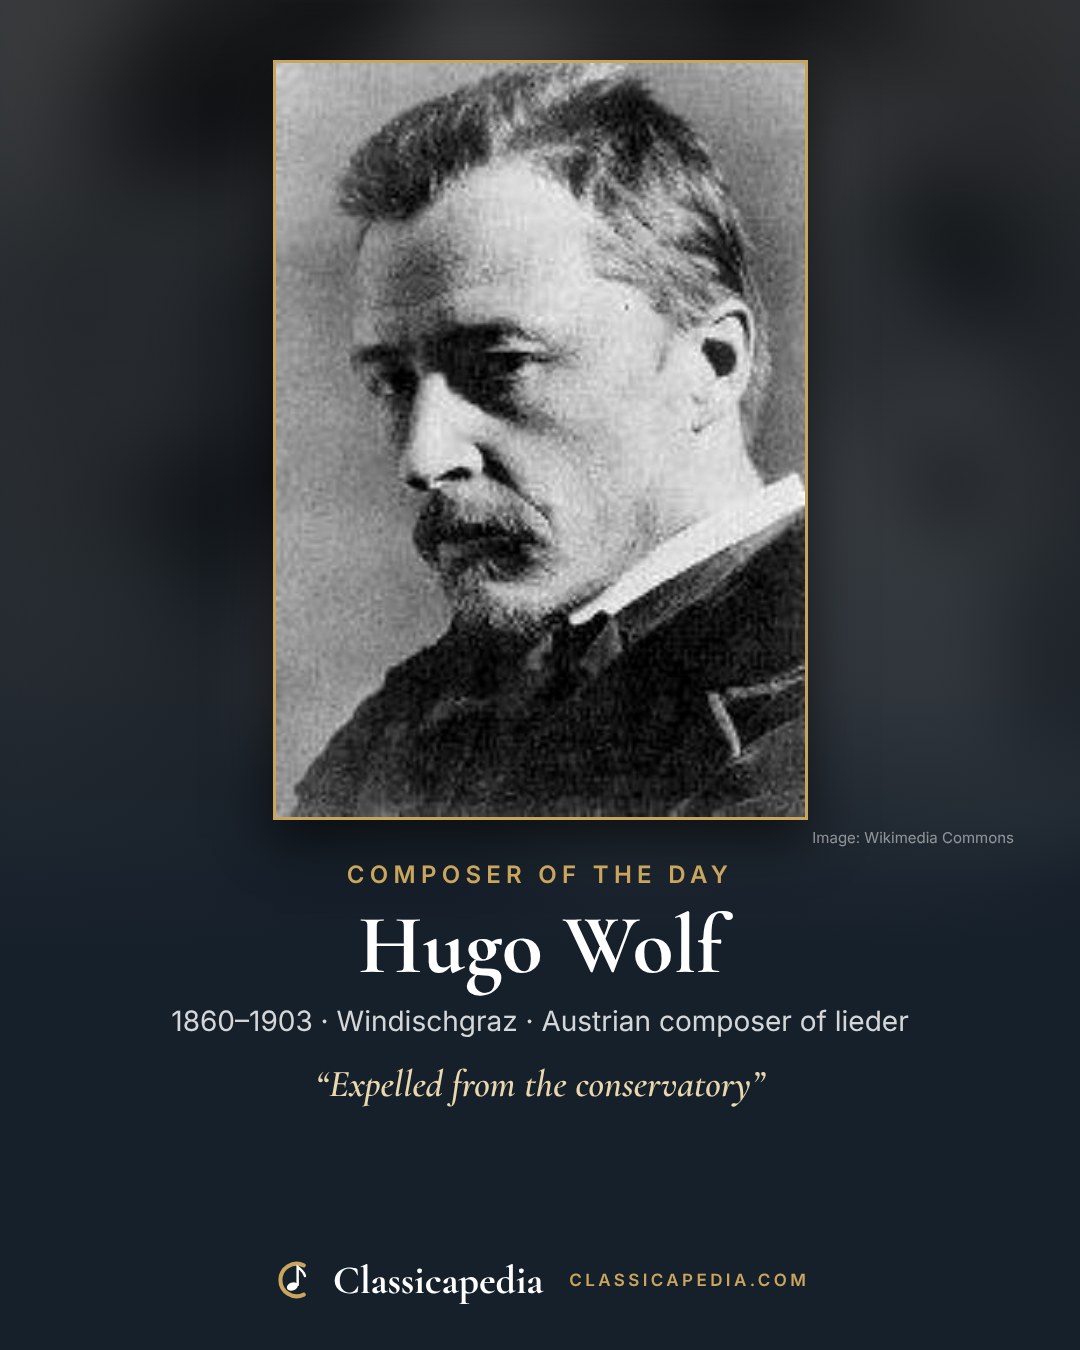 Image: Wikimedia Commons
COMPOSER OF THE DAY
Hugo Wolf
1860–1903 · Windischgraz · Austrian composer of lieder
“Expelled from the conservatory”
Classicapedia CLASSICAPEDIA.COM